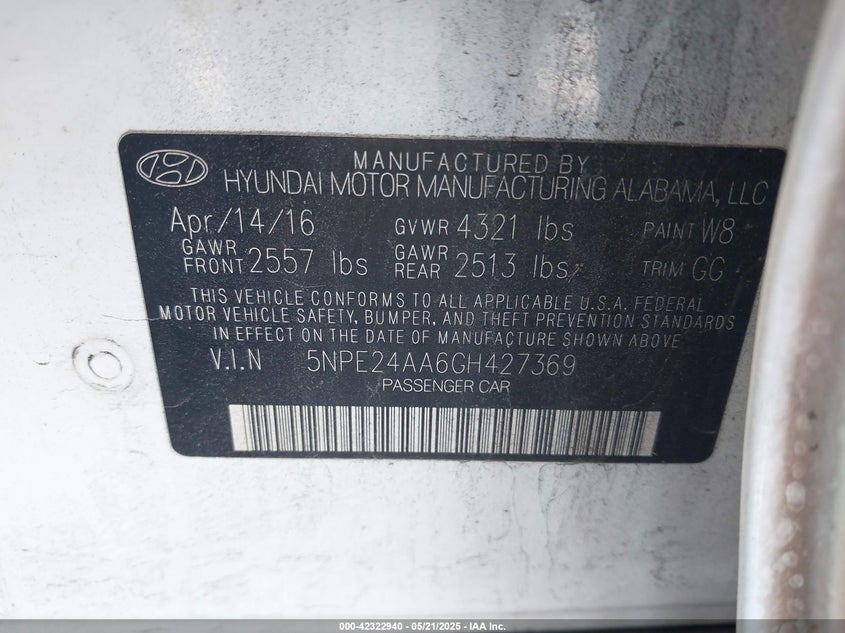 MANUFACTURED BY
HYUNDAI MOTOR MANUFACTURING ALABAMA, LLC
Apr/14/16 GVWR 4321 lbs PAINT W8
GAWR FRONT 2557 lbs GAWR REAR 2513 lbs TRIM GG
THIS VEHICLE CONFORMS TO ALL APPLICABLE U.S.A. FEDERAL
MOTOR VEHICLE SAFETY, BUMPER, AND THEFT PREVENTION STANDARDS
IN EFFECT ON THE DATE OF MANUFACTURE SHOWN ABOVE
V.I.N 5NPE24AA6GH427369
PASSENGER CAR
000-42322940 - 05/21/2025 - IAA Inc.